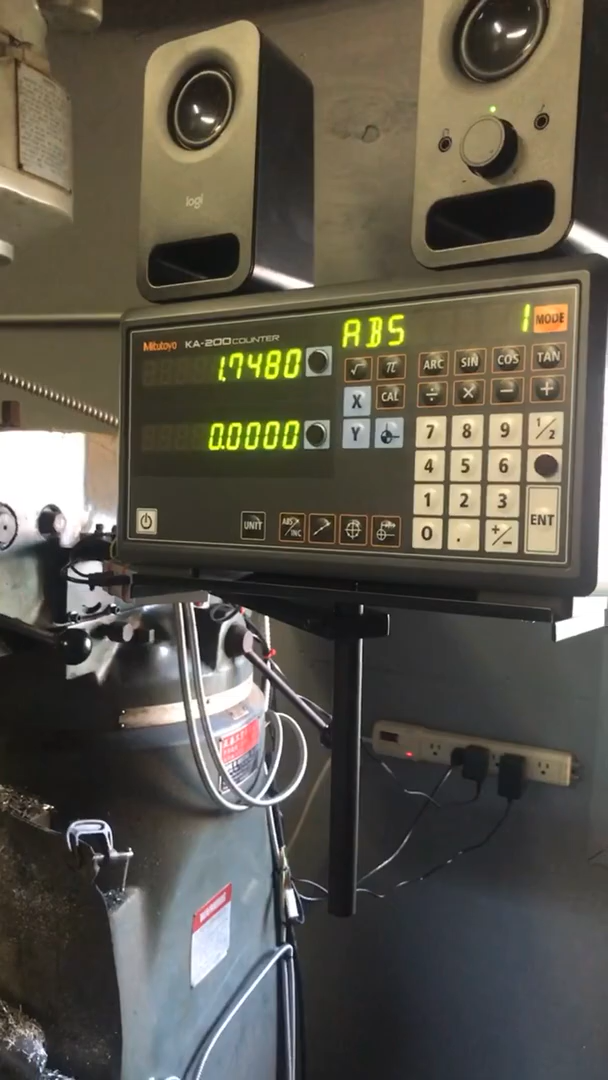 logi
Mitutoyo KA-200 COUNTER
ABS 1 MODE
1.7480
0.0000
√ π ARC SIN COS TAN
X CAL ÷ × − +
Y 7 8 9 1/2
4 5 6
1 2 3 ENT
0 . +/−
UNIT ABS/INC